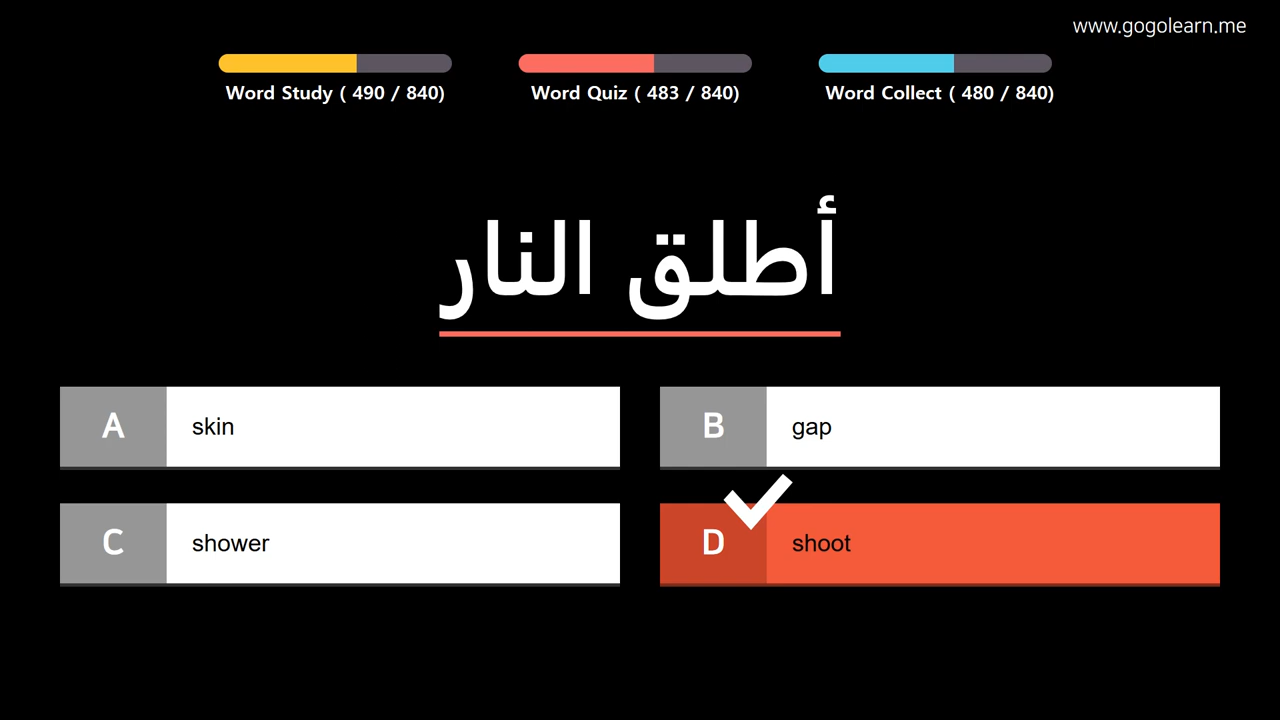 www.gogolearn.me
Word Study ( 490 / 840)
Word Quiz ( 483 / 840)
Word Collect ( 480 / 840)
أطلق النار
A skin
B gap
C shower
D shoot